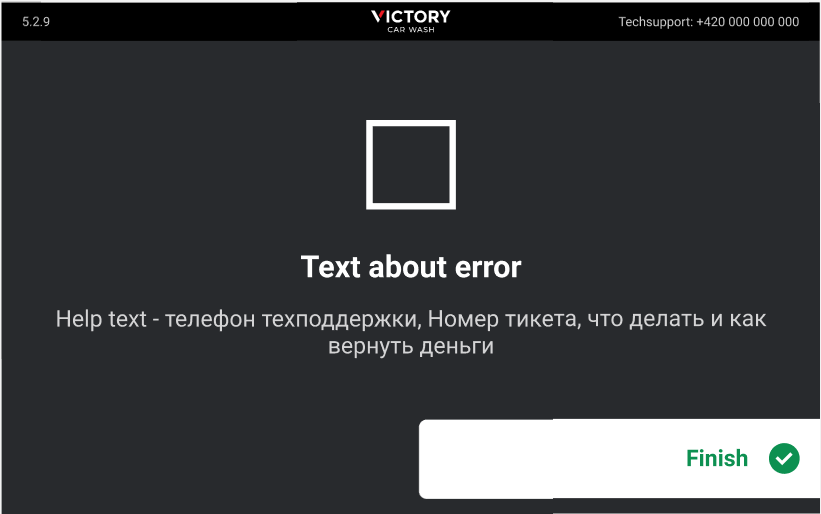 5.2.9
VICTORY
CAR WASH
Techsupport: +420 000 000 000
Text about error
Help text - телефон техподдержки, Номер тикета, что делать и как
вернуть деньги
Finish